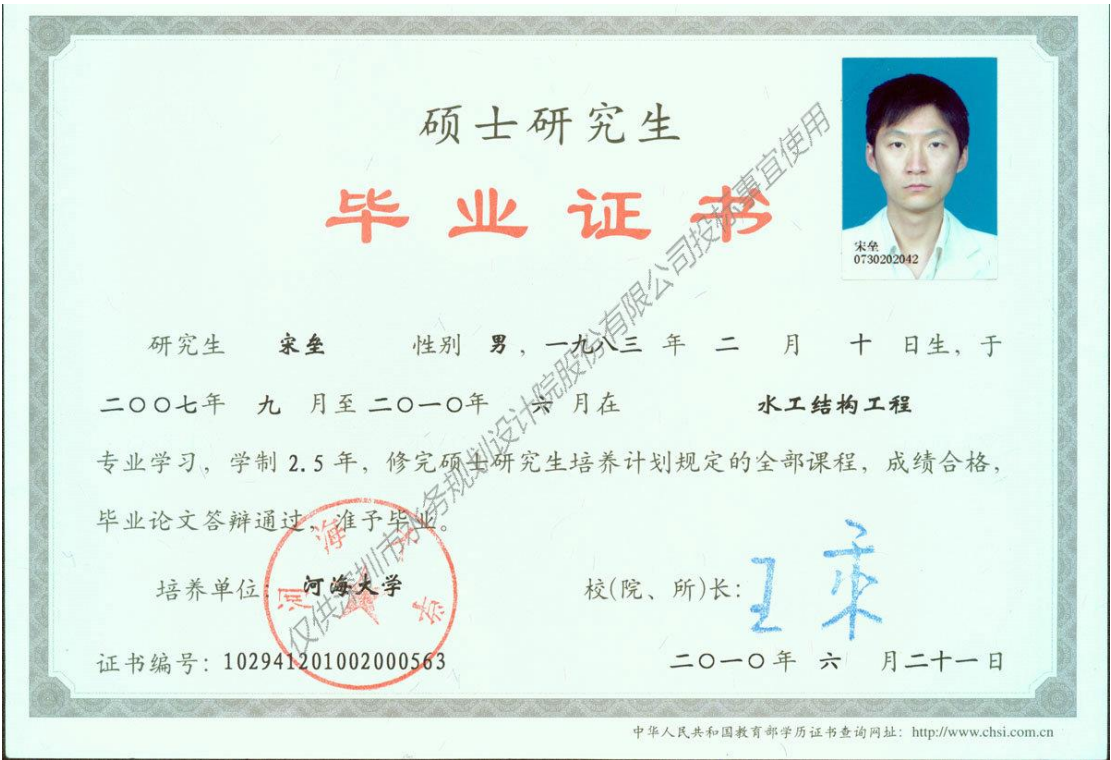 硕士研究生
毕业证书
宋垒
0730202042
研究生 宋垒 性别 男，一九八三 年 二 月 十 日生，于
二〇〇七年 九 月至 二〇一〇年 六 月在 水工结构工程
专业学习，学制 2.5 年，修完硕士研究生培养计划规定的全部课程，成绩合格，
毕业论文答辩通过，准予毕业。
培养单位：河海大学 校(院、所)长：王乘
河海大学
证书编号：102941201002000563 二〇一〇年 六 月二十一日
仅供深圳市水务规划设计院股份有限公司投标事宜使用
中华人民共和国教育部学历证书查询网址：http://www.chsi.com.cn